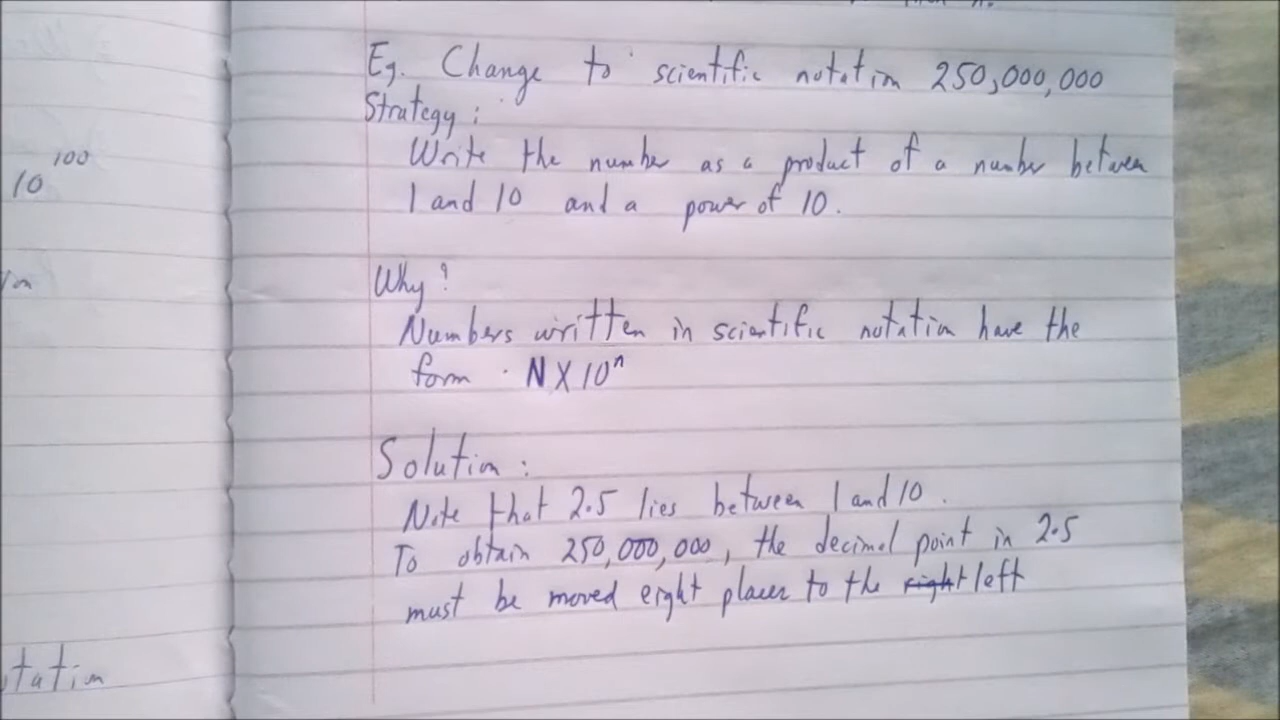 10^100
Eg. Change to scientific notation 250,000,000
Strategy:
Write the number as a product of a number between
1 and 10 and a power of 10.
Why?
Numbers written in scientific notation have the
form N X 10^n
Solution:
Note that 2.5 lies between 1 and 10.
To obtain 250,000,000, the decimal point in 2.5
must be moved eight places to the right left